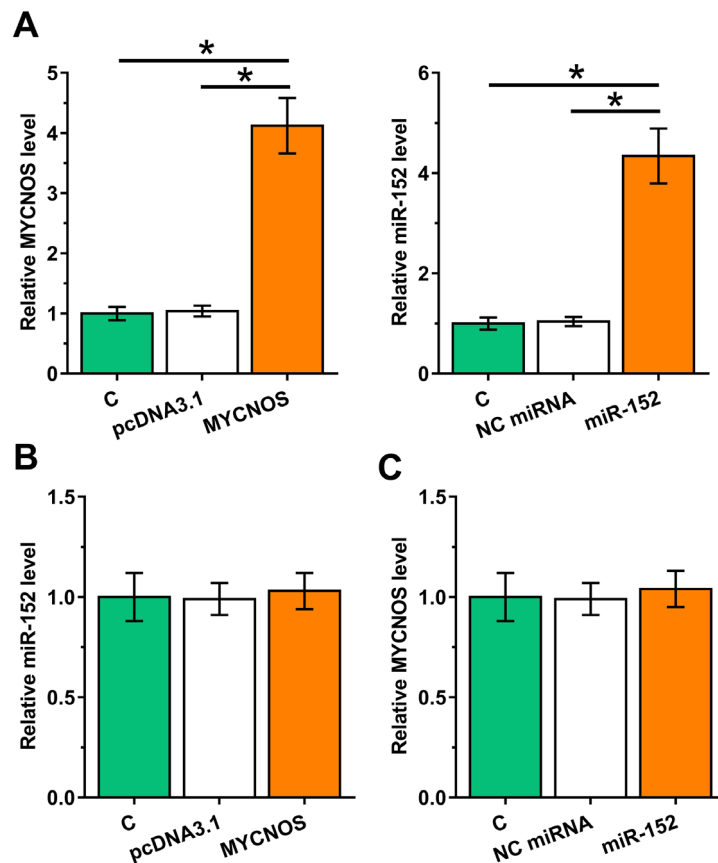 A
Relative MYCNOS level
5
4
3
2
1
0
* 
*
C
pcDNA3.1
MYCNOS
Relative miR-152 level
6
4
2
0
*
*
C
NC miRNA
miR-152
B
Relative miR-152 level
1.5
1.0
0.5
0.0
C
pcDNA3.1
MYCNOS
C
Relative MYCNOS level
1.5
1.0
0.5
0.0
C
NC miRNA
miR-152